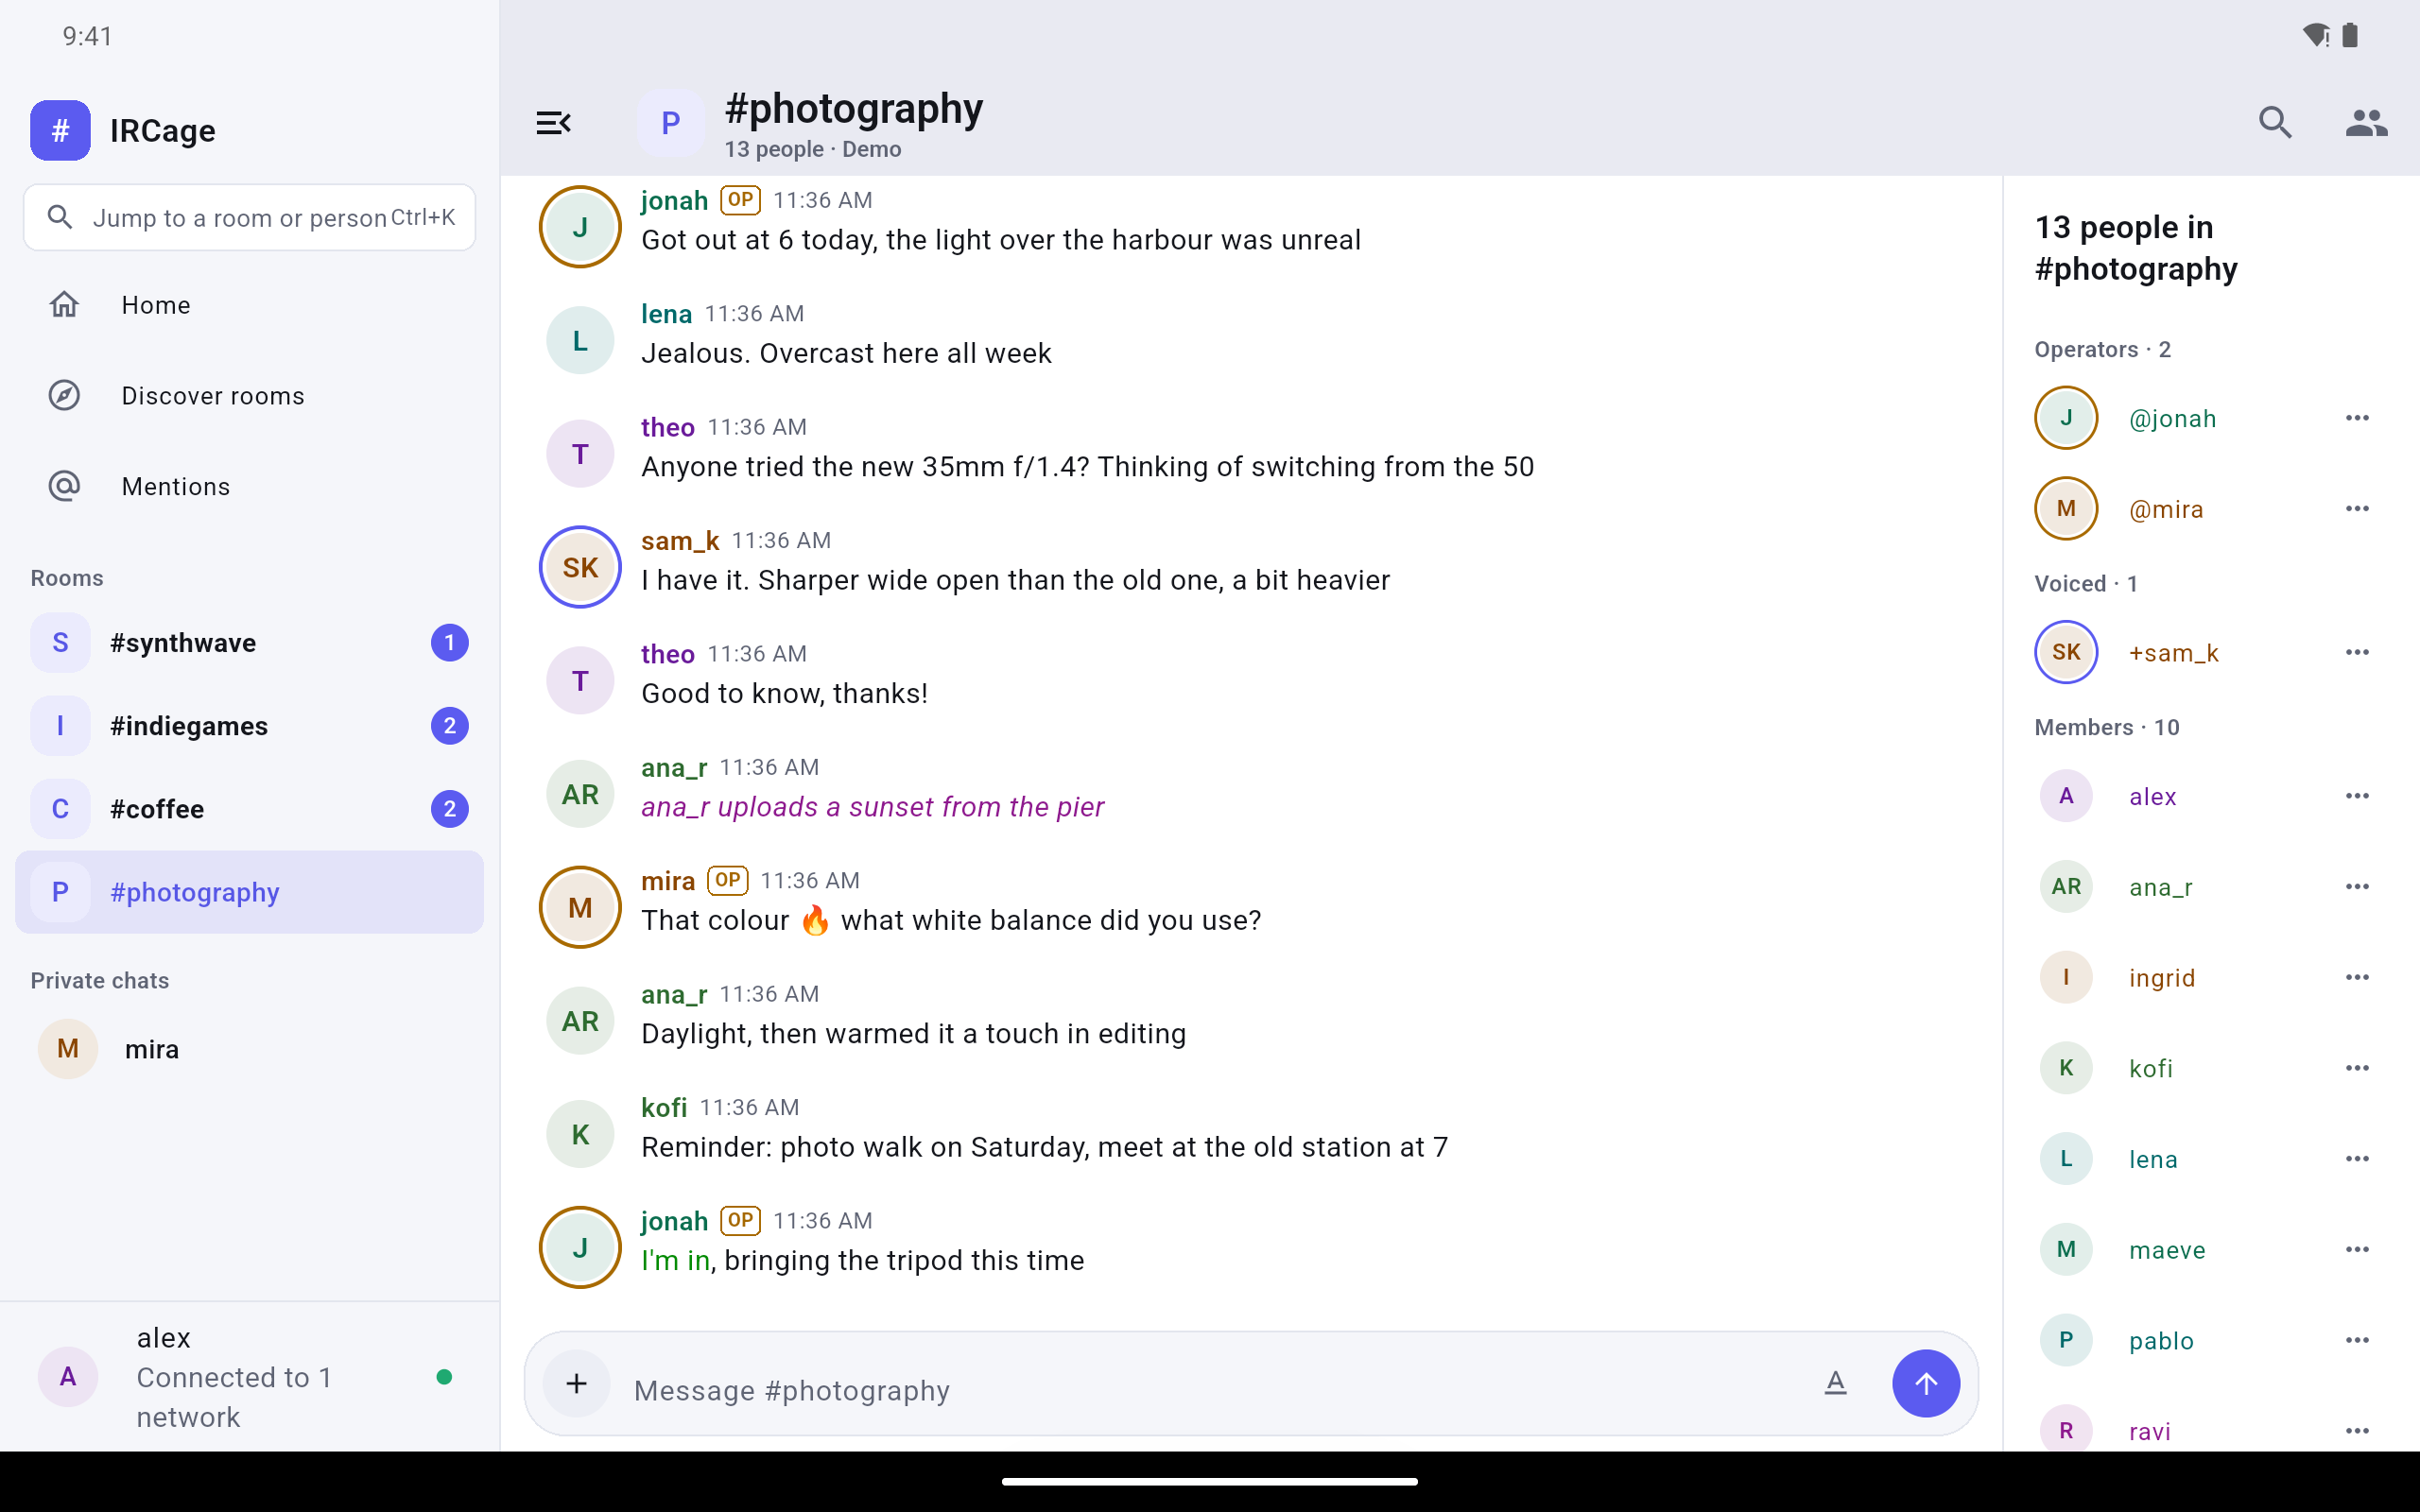 9:41
# IRCage
Jump to a room or person Ctrl+K
Home
Discover rooms
Mentions
Rooms
S #synthwave 1
I #indiegames 2
C #coffee 2
P #photography
Private chats
M mira
A alex
Connected to 1
network
P #photography
13 people · Demo
J jonah OP 11:36 AM
Got out at 6 today, the light over the harbour was unreal
L lena 11:36 AM
Jealous. Overcast here all week
T theo 11:36 AM
Anyone tried the new 35mm f/1.4? Thinking of switching from the 50
SK sam_k 11:36 AM
I have it. Sharper wide open than the old one, a bit heavier
T theo 11:36 AM
Good to know, thanks!
AR ana_r 11:36 AM
ana_r uploads a sunset from the pier
M mira OP 11:36 AM
That colour 🔥 what white balance did you use?
AR ana_r 11:36 AM
Daylight, then warmed it a touch in editing
K kofi 11:36 AM
Reminder: photo walk on Saturday, meet at the old station at 7
J jonah OP 11:36 AM
I'm in, bringing the tripod this time
+ Message #photography A
13 people in
#photography
Operators · 2
J @jonah
M @mira
Voiced · 1
SK +sam_k
Members · 10
A alex
AR ana_r
I ingrid
K kofi
L lena
M maeve
P pablo
R ravi